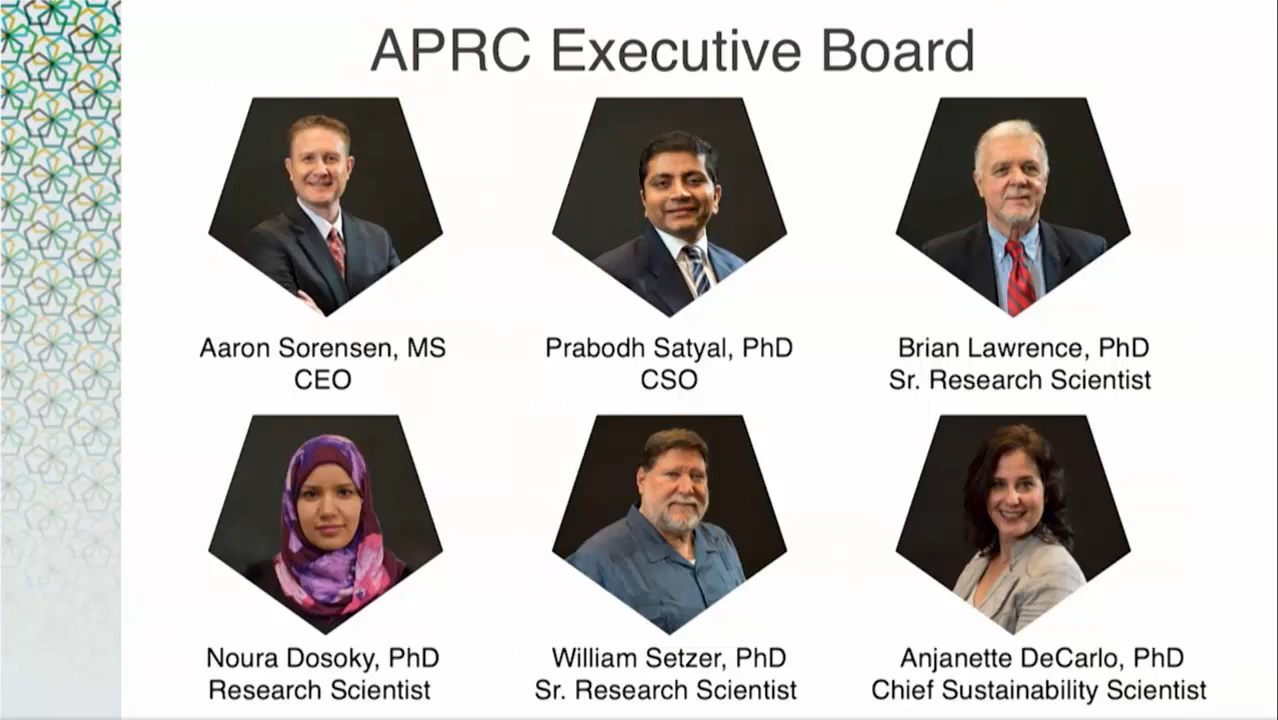 APRC Executive Board
Aaron Sorensen, MS
CEO
Prabodh Satyal, PhD
CSO
Brian Lawrence, PhD
Sr. Research Scientist
Noura Dosoky, PhD
Research Scientist
William Setzer, PhD
Sr. Research Scientist
Anjanette DeCarlo, PhD
Chief Sustainability Scientist